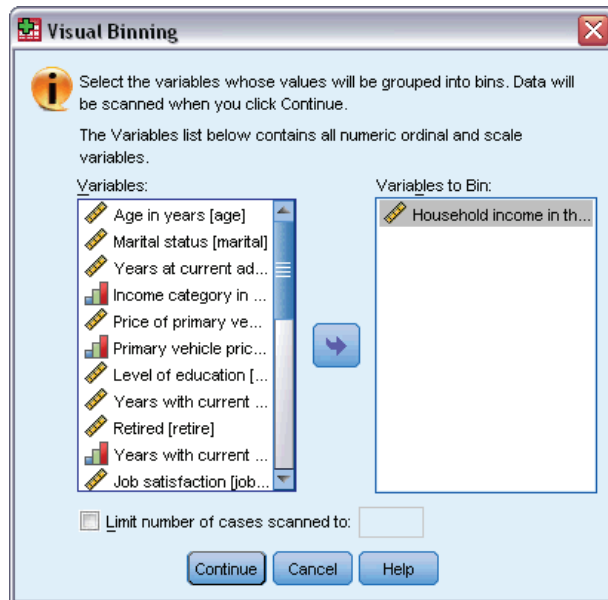 Visual Binning
Select the variables whose values will be grouped into bins. Data will
be scanned when you click Continue.
The Variables list below contains all numeric ordinal and scale
variables.
Variables:
Age in years [age]
Marital status [marital]
Years at current ad...
Income category in ...
Price of primary ve...
Primary vehicle pric...
Level of education [...
Years with current ...
Retired [retire]
Years with current ...
Job satisfaction [job...
Variables to Bin:
Household income in th...
Limit number of cases scanned to:
Continue
Cancel
Help